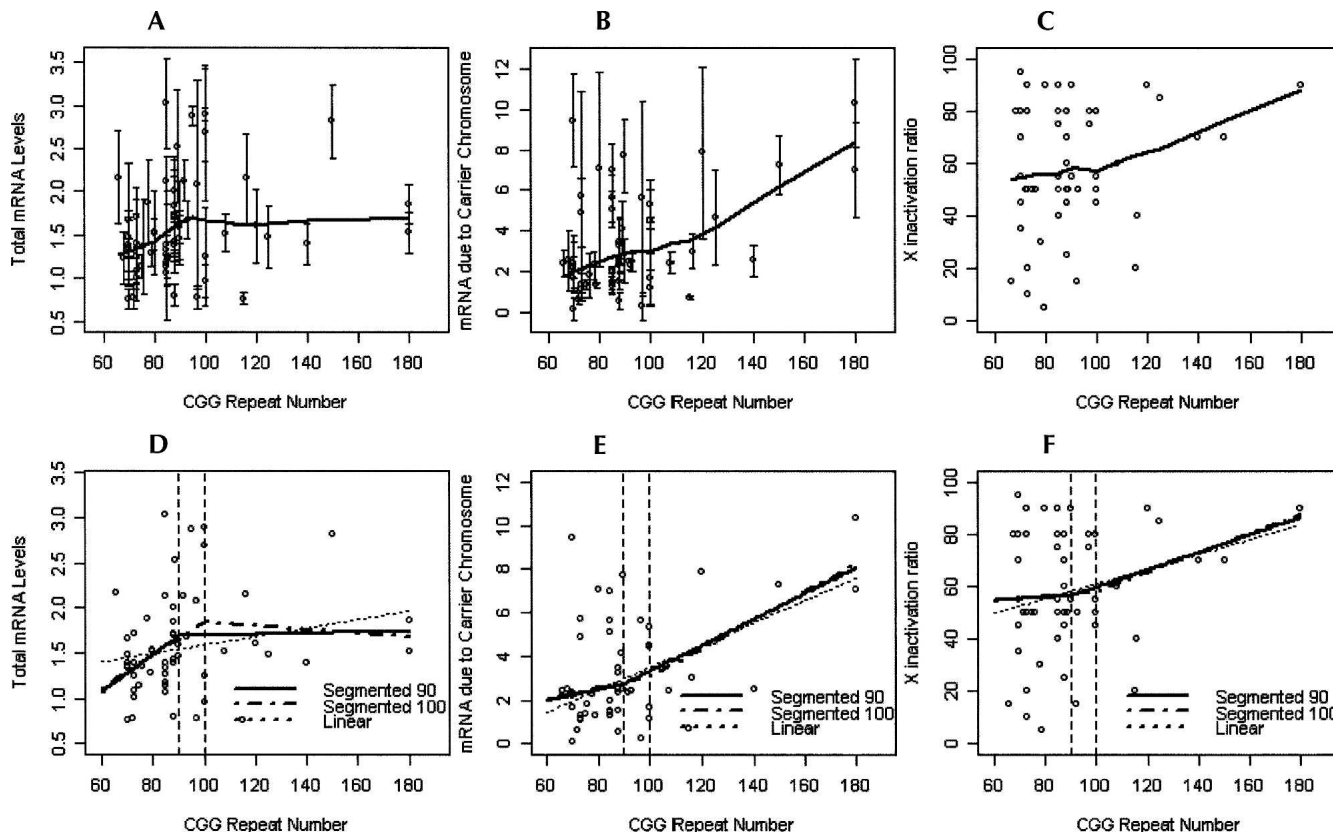 A
B
C
Total mRNA Levels
3.5
3.0
2.5
2.0
1.5
1.0
0.5
60 80 100 120 140 160 180
CGG Repeat Number
mRNA due to Carrier Chromosome
12
10
8
6
4
2
0
60 80 100 120 140 160 180
CGG Repeat Number
X inactivation ratio
100
80
60
40
20
0
60 80 100 120 140 160 180
CGG Repeat Number
D
E
F
Total mRNA Levels
3.5
3.0
2.5
2.0
1.5
1.0
0.5
Segmented 90
Segmented 100
Linear
60 80 100 120 140 160 180
CGG Repeat Number
mRNA due to Carrier Chromosome
12
10
8
6
4
2
0
Segmented 90
Segmented 100
Linear
60 80 100 120 140 160 180
CGG Repeat Number
X inactivation ratio
100
80
60
40
20
0
Segmented 90
Segmented 100
Linear
60 80 100 120 140 160 180
CGG Repeat Number